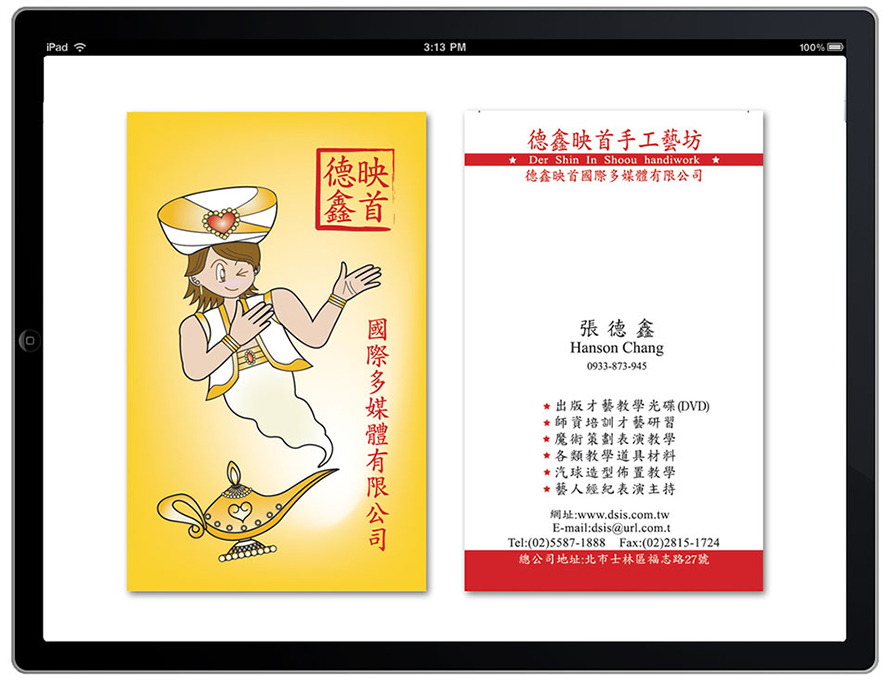 iPad
3:13 PM
100%
德鑫
映首
國際多媒體有限公司
德鑫映首手工藝坊
Der Shin In Shoou handiwork
德鑫映首國際多媒體有限公司
張德鑫
Hanson Chang
0933-873-945
出版才藝教學光碟(DVD)
師資培訓才藝研習
魔術策劃表演教學
各類教學道具材料
汽球造型佈置教學
藝人經紀表演主持
網址:www.dsis.com.tw
E-mail:dsis@url.com.t
Tel:(02)5587-1888 Fax:(02)2815-1724
總公司地址:北市士林區福志路27號